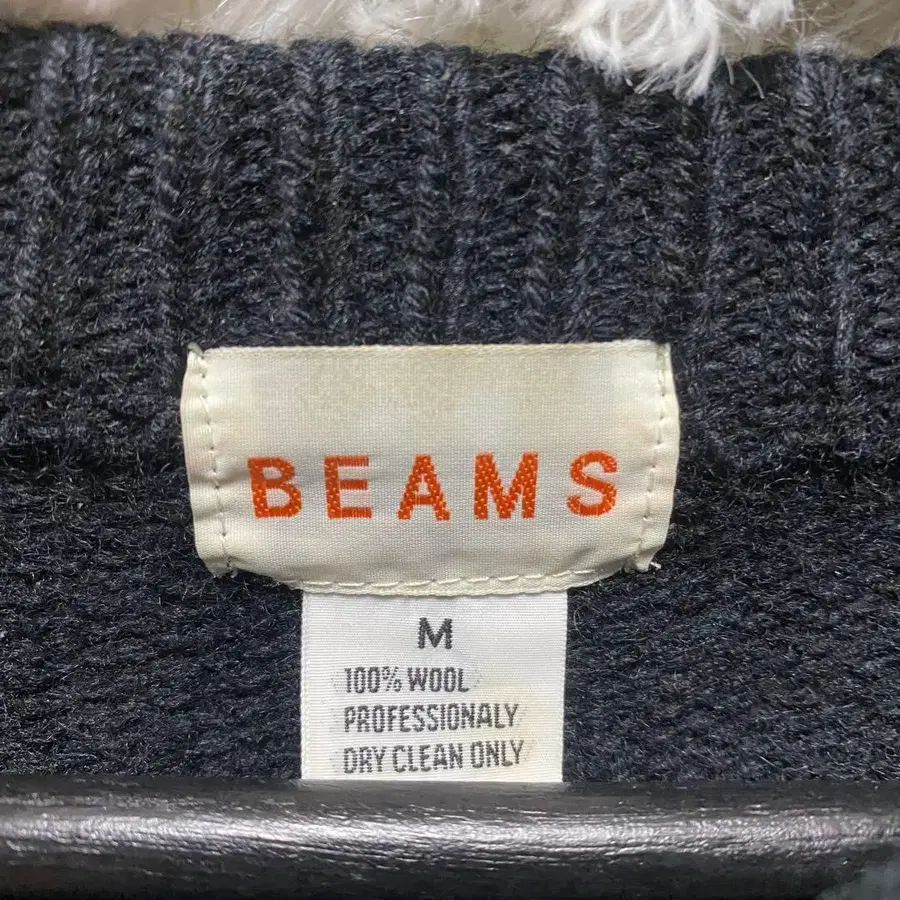 BEAMS
M
100% WOOL
PROFESSIONALY
DRY CLEAN ONLY